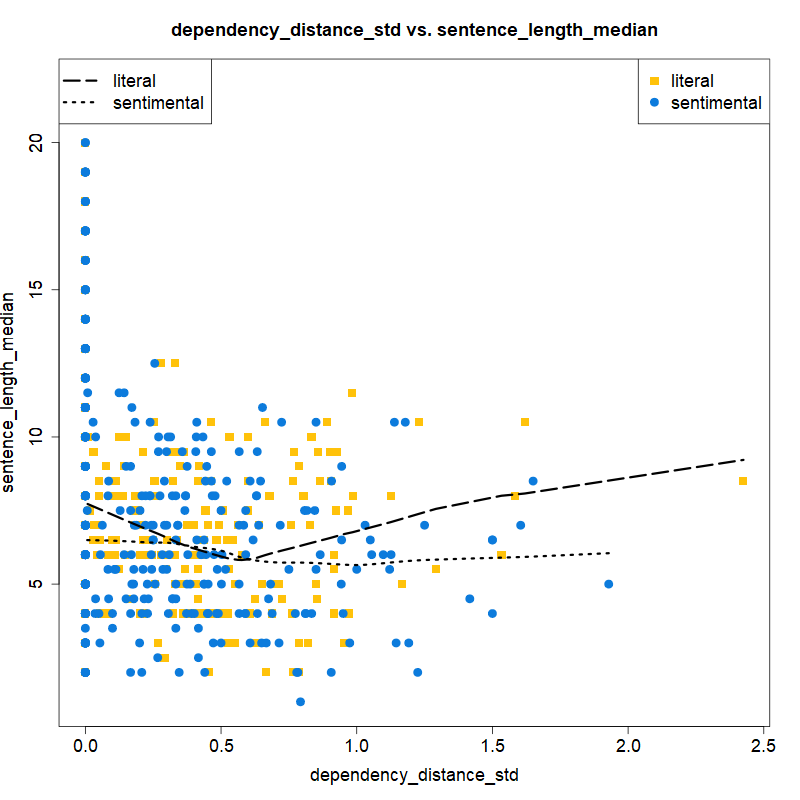 dependency_distance_std vs. sentence_length_median
literal
sentimental
literal
sentimental
sentence_length_median
20
15
10
5
0.0 0.5 1.0 1.5 2.0 2.5
dependency_distance_std